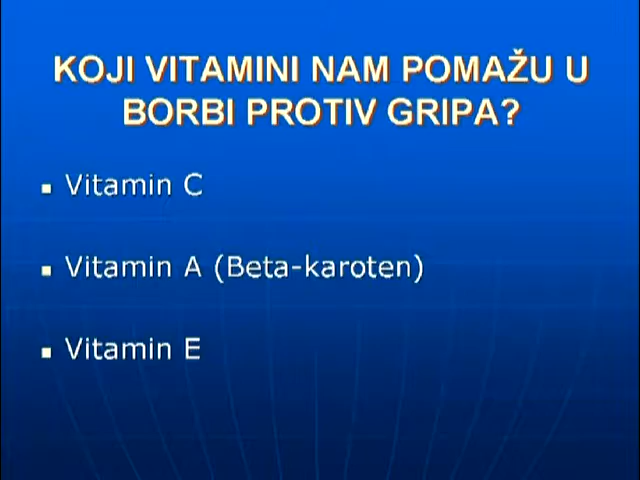 KOJI VITAMINI NAM POMAŽU U
BORBI PROTIV GRIPA?
Vitamin C
Vitamin A (Beta-karoten)
Vitamin E